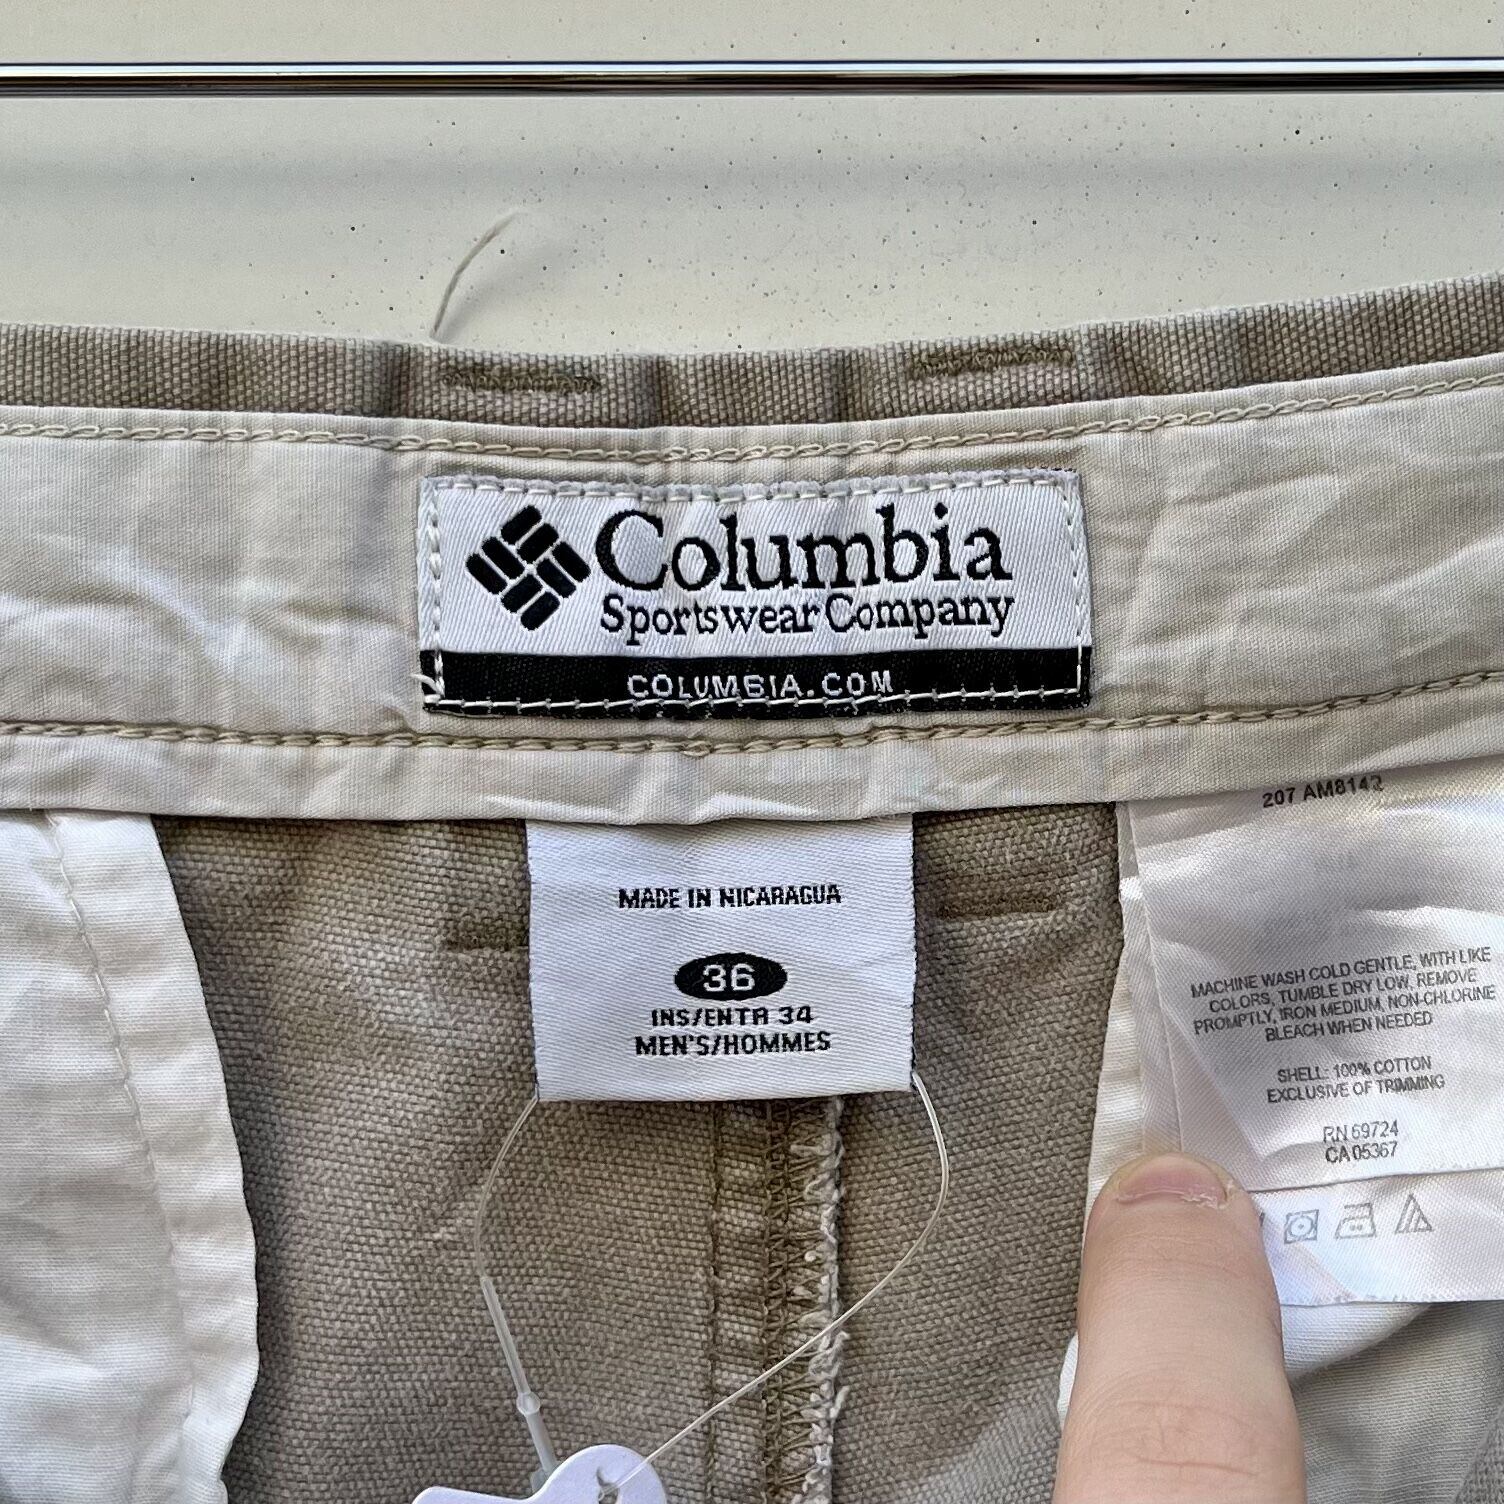 Columbia
Sportswear Company
COLUMBIA.COM
MADE IN NICARAGUA
36
INS/ENTR 34
MEN'S/HOMMES
207 AM8142
MACHINE WASH COLD GENTLE, WITH LIKE
COLORS, TUMBLE DRY LOW, REMOVE
PROMPTLY, IRON MEDIUM, NON-CHLORINE
BLEACH WHEN NEEDED
SHELL: 100% COTTON
EXCLUSIVE OF TRIMMING
RN 69724
CA 05367